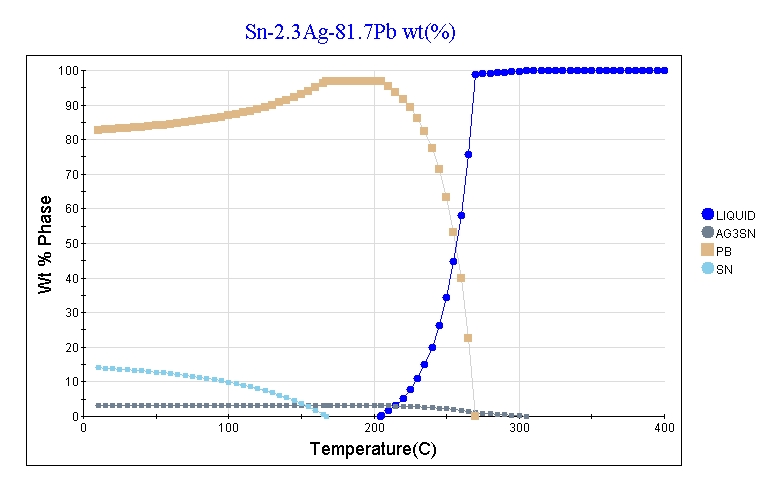 Sn-2.3Ag-81.7Pb wt(%)
100
90
80
70
60
50
40
30
20
10
0
Wt % Phase
0 100 200 300 400
Temperature(C)
LIQUID
AG3SN
PB
SN